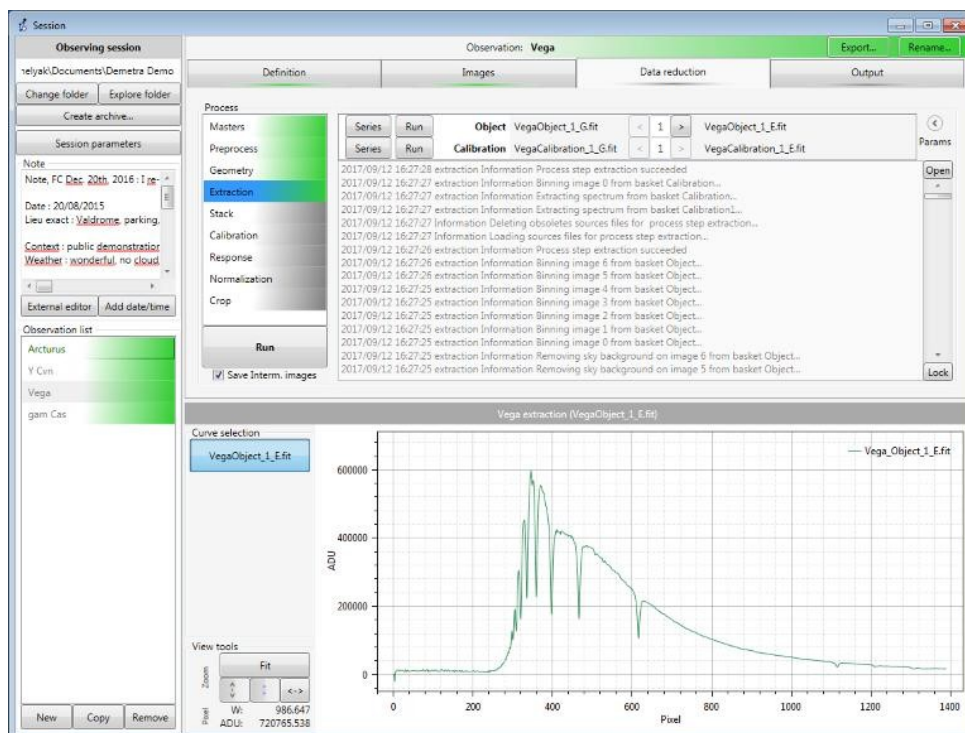 Session
Observing session
nelyak\Documents\Demetra Demo
Change folder
Explore folder
Create archive...
Session parameters
Note
Note, FC Dec. 20th, 2016 : I re-
Date : 20/08/2015
Lieu exact : Valdrome, parking,
Context : public demonstration
Weather : wonderful, no cloud,
External editor
Add date/time
Observation list
Arcturus
Y Cvn
Vega
gam Cas
New
Copy
Remove
Observation: Vega
Export...
Rename...
Definition
Images
Data reduction
Output
Process
Masters
Preprocess
Geometry
Extraction
Stack
Calibration
Response
Normalization
Crop
Run
Save Interm. images
Series Run Object VegaObject_1_G.fit < 1 > VegaObject_1_E.fit
Series Run Calibration VegaCalibration_1_G.fit < 1 > VegaCalibration_1_E.fit
Params
Open
Lock
2017/09/12 16:27:28 extraction Information Process step extraction succeeded
2017/09/12 16:27:27 extraction Information Binning image 0 from basket Calibration...
2017/09/12 16:27:27 extraction Information Extracting spectrum from basket Calibration...
2017/09/12 16:27:27 extraction Information Extracting spectrum from basket Calibration1...
2017/09/12 16:27:27 Information Deleting obsoletes sources files for process step extraction...
2017/09/12 16:27:27 Information Loading sources files for process step extraction...
2017/09/12 16:27:26 extraction Information Process step extraction succeeded
2017/09/12 16:27:26 extraction Information Binning image 6 from basket Object...
2017/09/12 16:27:26 extraction Information Binning image 5 from basket Object...
2017/09/12 16:27:25 extraction Information Binning image 4 from basket Object...
2017/09/12 16:27:25 extraction Information Binning image 3 from basket Object...
2017/09/12 16:27:25 extraction Information Binning image 2 from basket Object...
2017/09/12 16:27:25 extraction Information Binning image 1 from basket Object...
2017/09/12 16:27:25 extraction Information Binning image 0 from basket Object...
2017/09/12 16:27:25 extraction Information Removing sky background on image 6 from basket Object...
2017/09/12 16:27:25 extraction Information Removing sky background on image 5 from basket Object...
Vega extraction (VegaObject_1_E.fit)
Curve selection
VegaObject_1_E.fit
View tools
Zoom
Fit
<->
Pixel
W: 986.647
ADU: 720765.538
Vega_Object_1_E.fit
600000
400000
200000
0
ADU
0 200 400 600 800 1000 1200 1400
Pixel